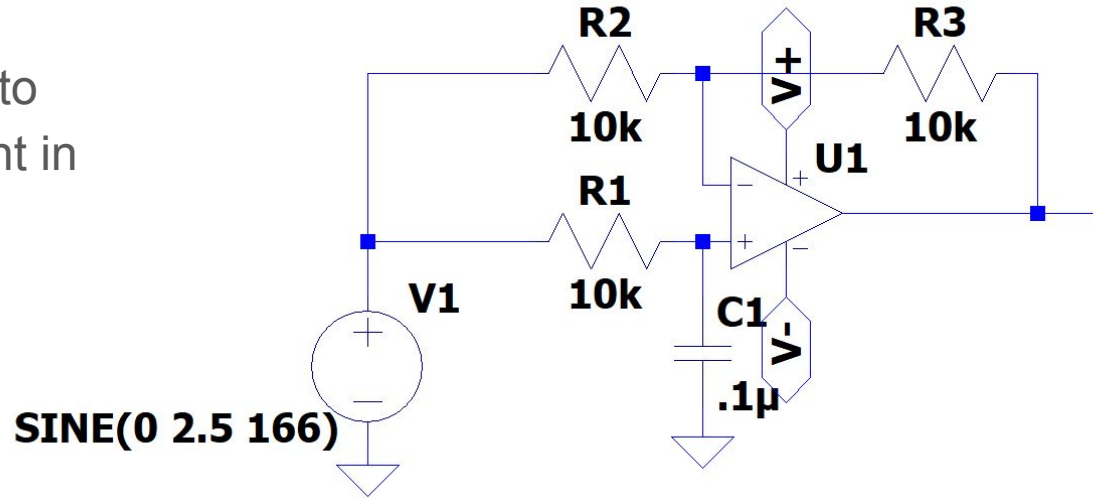 to
nt in
R2
10k
V+
R3
10k
U1
R1
10k
V1
C1
.1µ
V-
SINE(0 2.5 166)